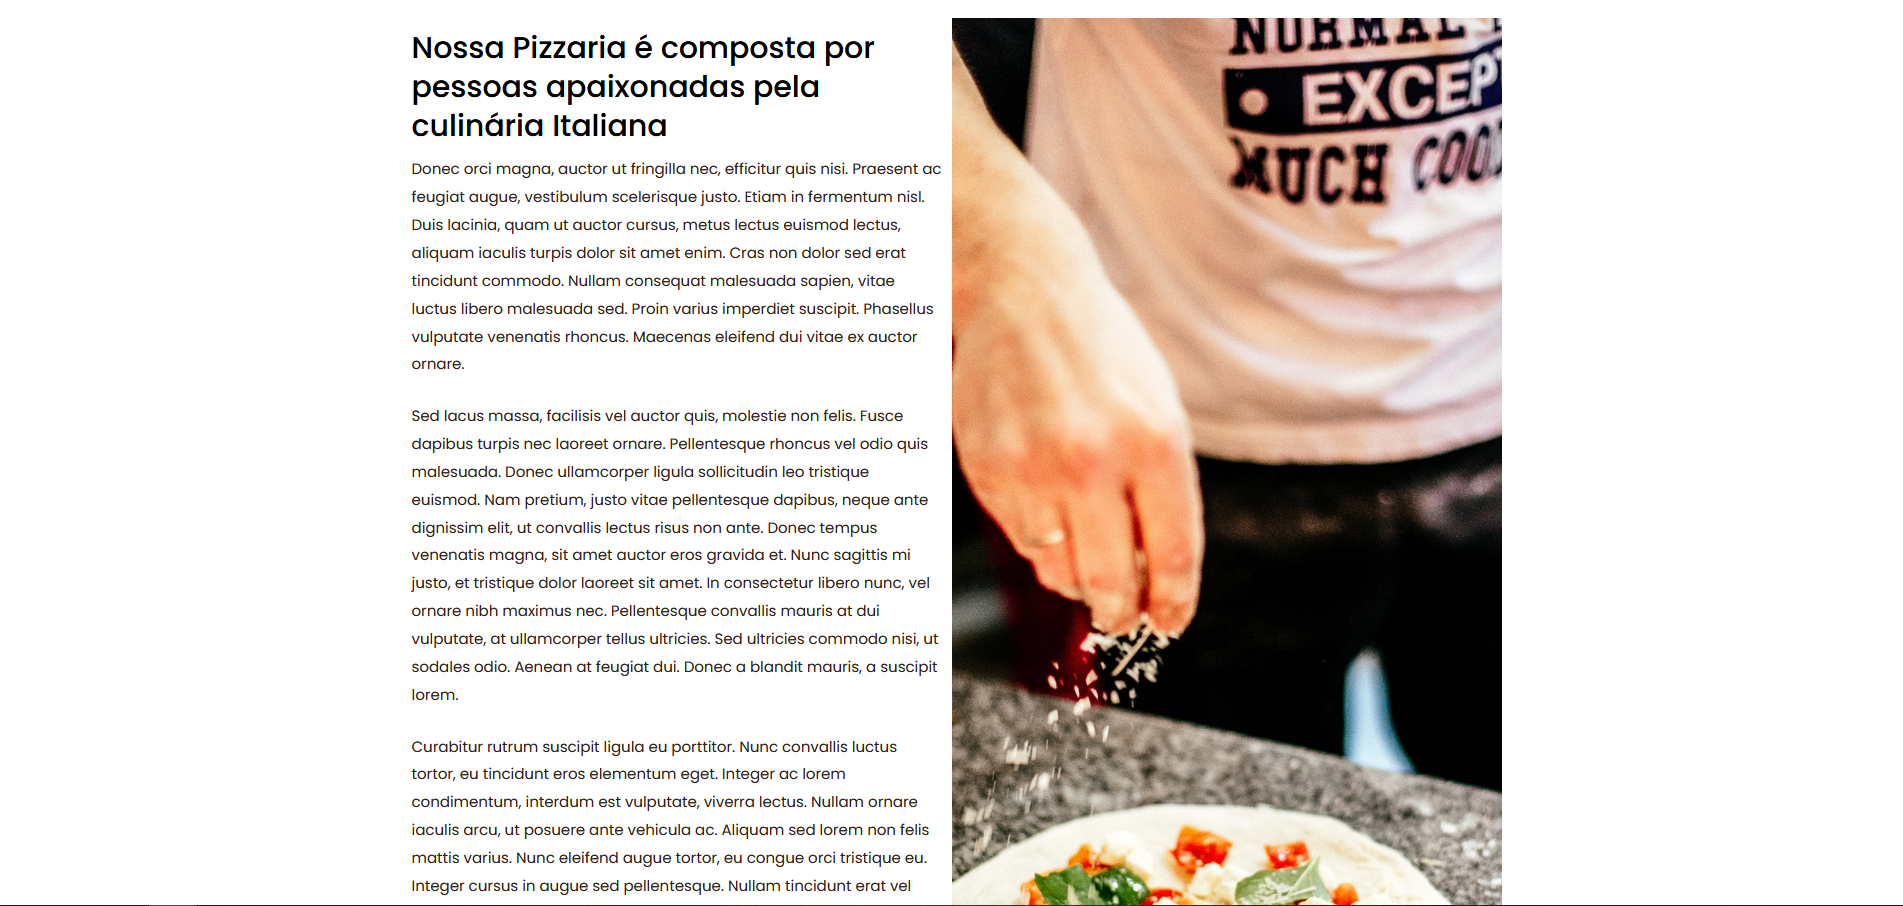 Nossa Pizzaria é composta por
pessoas apaixonadas pela
culinária Italiana
Donec orci magna, auctor ut fringilla nec, efficitur quis nisi. Praesent ac
feugiat augue, vestibulum scelerisque justo. Etiam in fermentum nisl.
Duis lacinia, quam ut auctor cursus, metus lectus euismod lectus,
aliquam iaculis turpis dolor sit amet enim. Cras non dolor sed erat
tincidunt commodo. Nullam consequat malesuada sapien, vitae
luctus libero malesuada sed. Proin varius imperdiet suscipit. Phasellus
vulputate venenatis rhoncus. Maecenas eleifend dui vitae ex auctor
ornare.
Sed lacus massa, facilisis vel auctor quis, molestie non felis. Fusce
dapibus turpis nec laoreet ornare. Pellentesque rhoncus vel odio quis
malesuada. Donec ullamcorper ligula sollicitudin leo tristique
euismod. Nam pretium, justo vitae pellentesque dapibus, neque ante
dignissim elit, ut convallis lectus risus non ante. Donec tempus
venenatis magna, sit amet auctor eros gravida et. Nunc sagittis mi
justo, et tristique dolor laoreet sit amet. In consectetur libero nunc, vel
ornare nibh maximus nec. Pellentesque convallis mauris at dui
vulputate, at ullamcorper tellus ultricies. Sed ultricies commodo nisi, ut
sodales odio. Aenean at feugiat dui. Donec a blandit mauris, a suscipit
lorem.
Curabitur rutrum suscipit ligula eu porttitor. Nunc convallis luctus
tortor, eu tincidunt eros elementum eget. Integer ac lorem
condimentum, interdum est vulputate, viverra lectus. Nullam ornare
iaculis arcu, ut posuere ante vehicula ac. Aliquam sed lorem non felis
mattis varius. Nunc eleifend augue tortor, eu congue orci tristique eu.
Integer cursus in augue sed pellentesque. Nullam tincidunt erat vel
NORMAL
EXCEP
MUCH COO